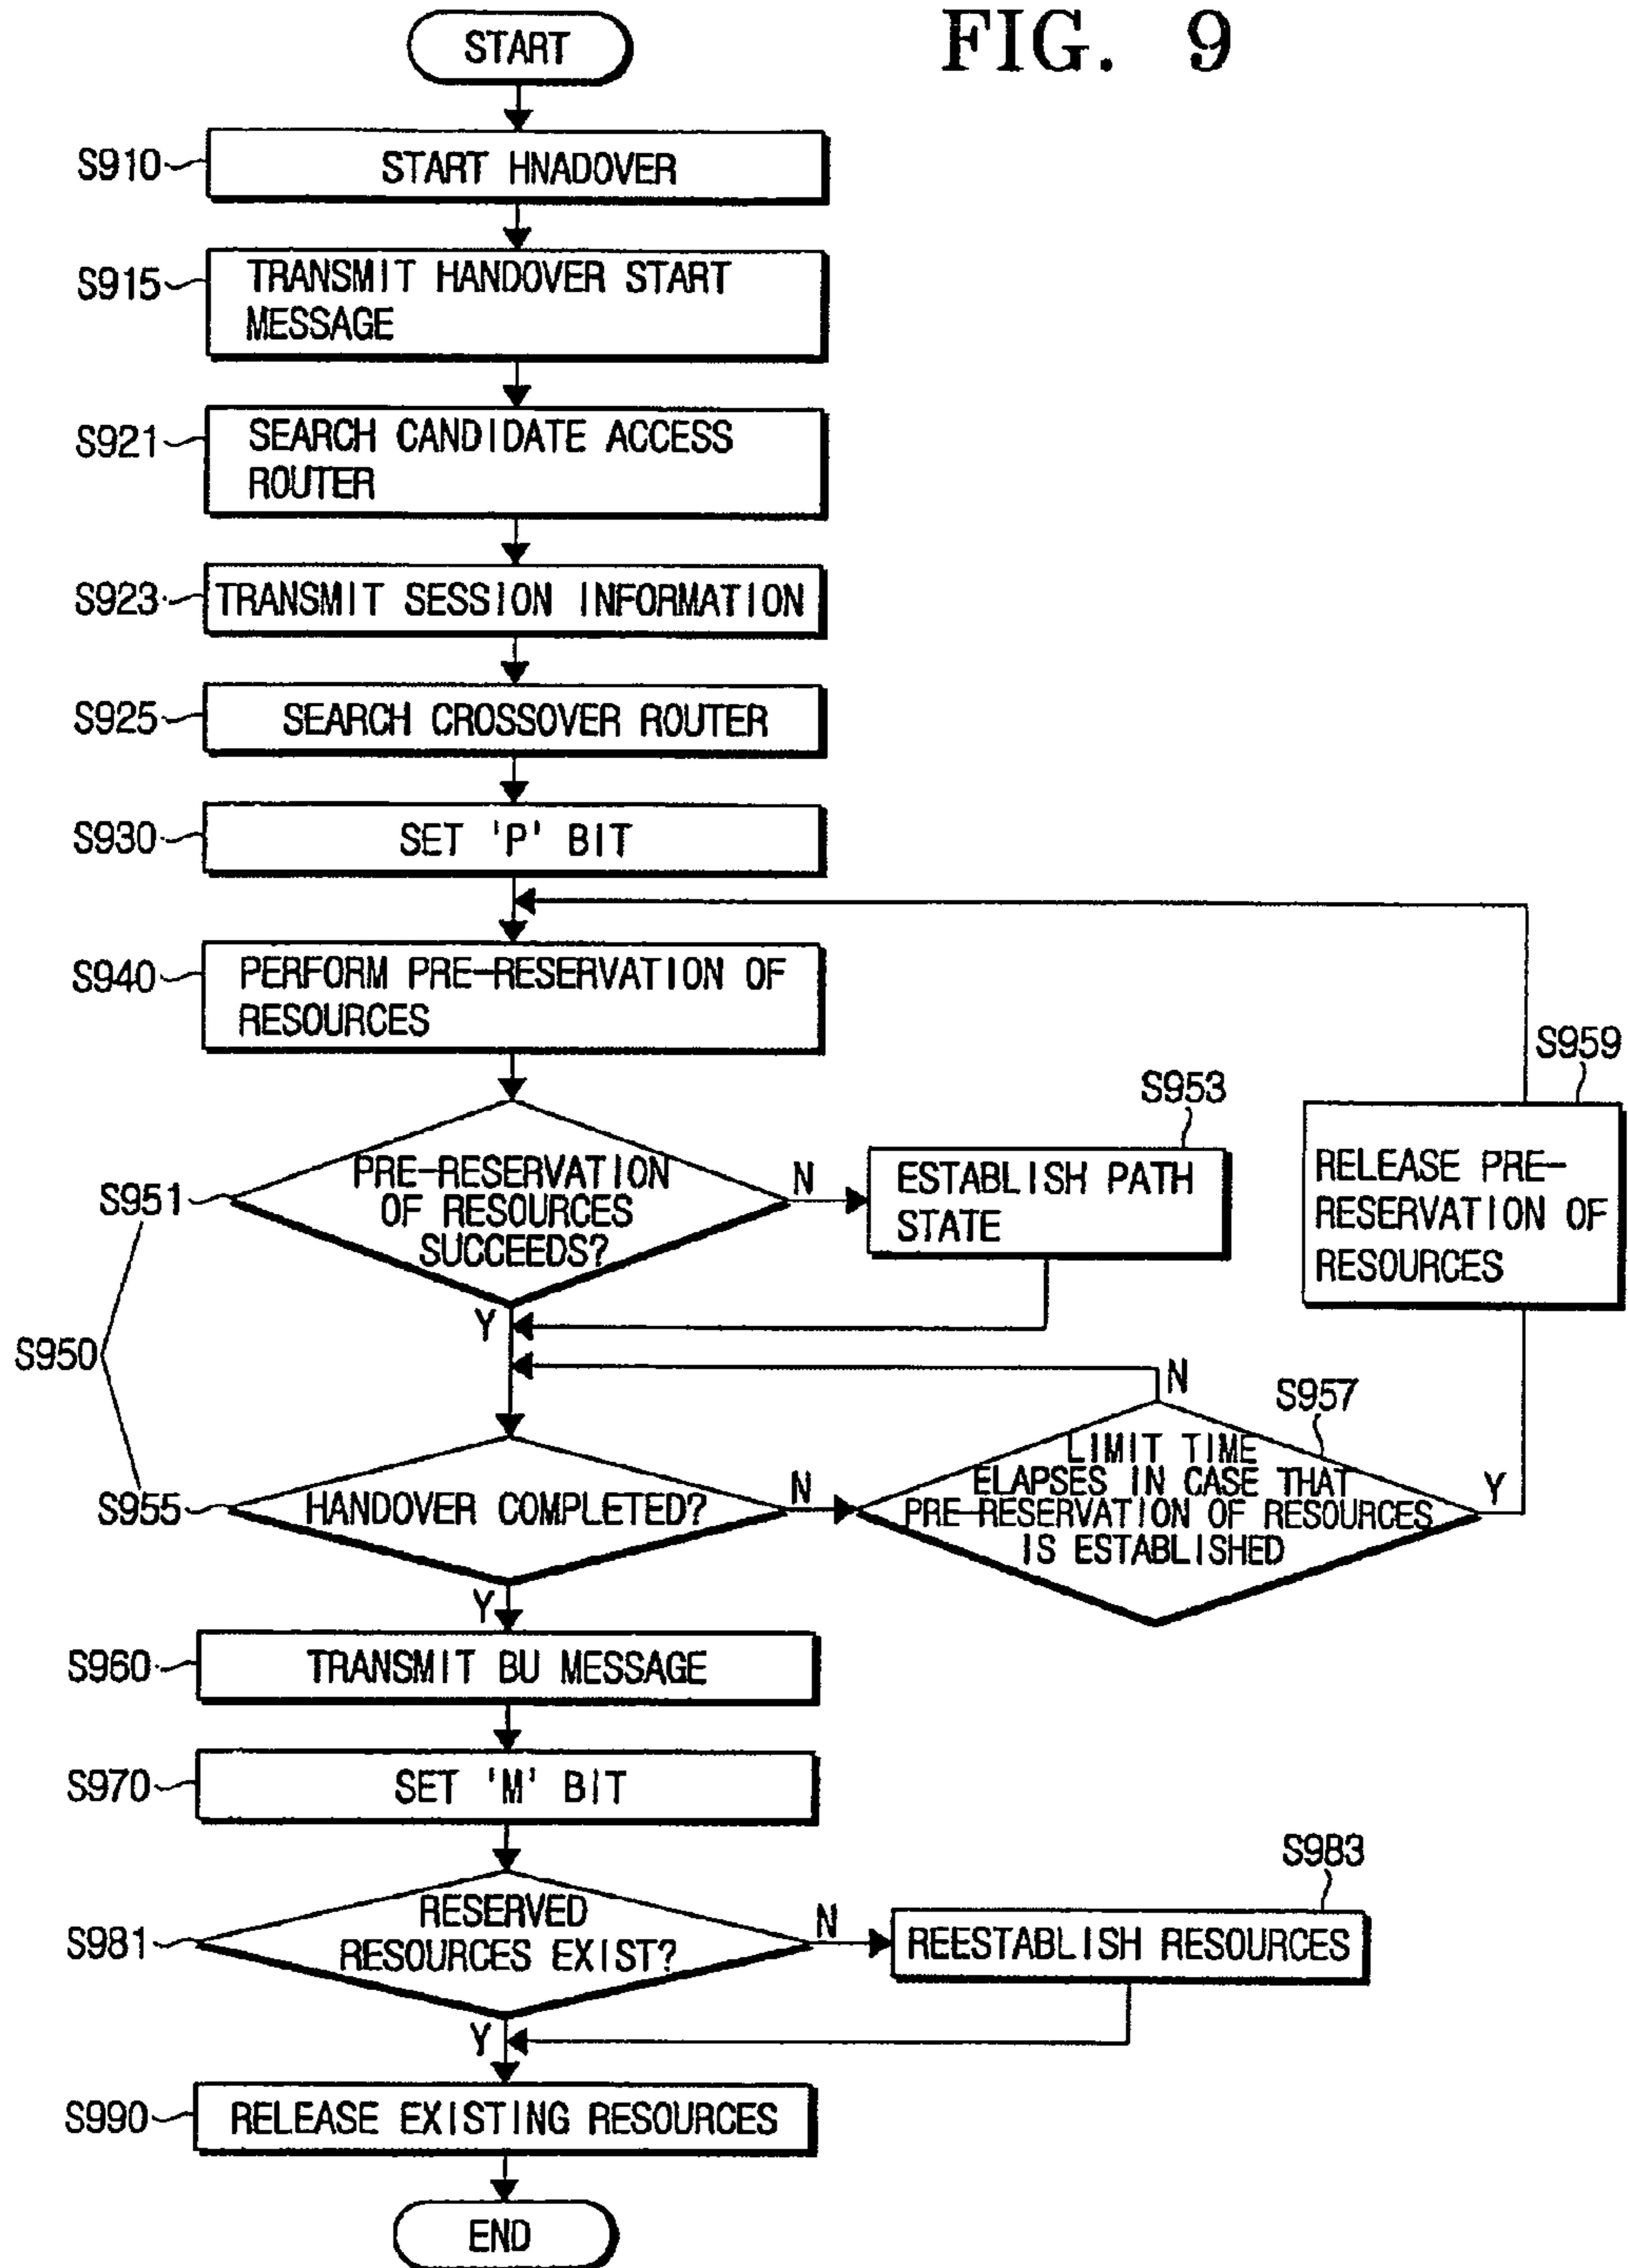 FIG. 9
START
S910
START HNADOVER
S915
TRANSMIT HANDOVER START
MESSAGE
S921
SEARCH CANDIDATE ACCESS
ROUTER
S923
TRANSMIT SESSION INFORMATION
S925
SEARCH CROSSOVER ROUTER
S930
SET 'P' BIT
S940
PERFORM PRE-RESERVATION OF
RESOURCES
S951
PRE-RESERVATION
OF RESOURCES
SUCCEEDS?
N
S953
ESTABLISH PATH
STATE
S959
RELEASE PRE-
RESERVATION OF
RESOURCES
Y
S950
S955
HANDOVER COMPLETED?
N
S957
N
LIMIT TIME
ELAPSES IN CASE THAT
PRE-RESERVATION OF RESOURCES
IS ESTABLISHED
Y
Y
S960
TRANSMIT BU MESSAGE
S970
SET 'M' BIT
S981
RESERVED
RESOURCES EXIST?
N
S983
REESTABLISH RESOURCES
Y
S990
RELEASE EXISTING RESOURCES
END